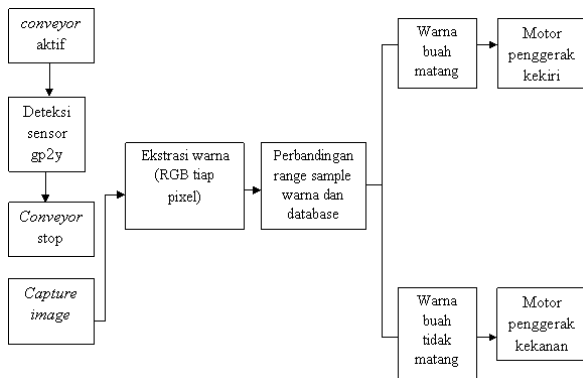 conveyor
aktif
Deteksi
sensor
gp2y
Conveyor
stop
Capture
image
Ekstrasi warna
(RGB tiap
pixel)
Perbandingan
range sample
warna dan
database
Warna
buah
matang
Motor
penggerak
kekiri
Warna
buah
tidak
matang
Motor
penggerak
kekanan